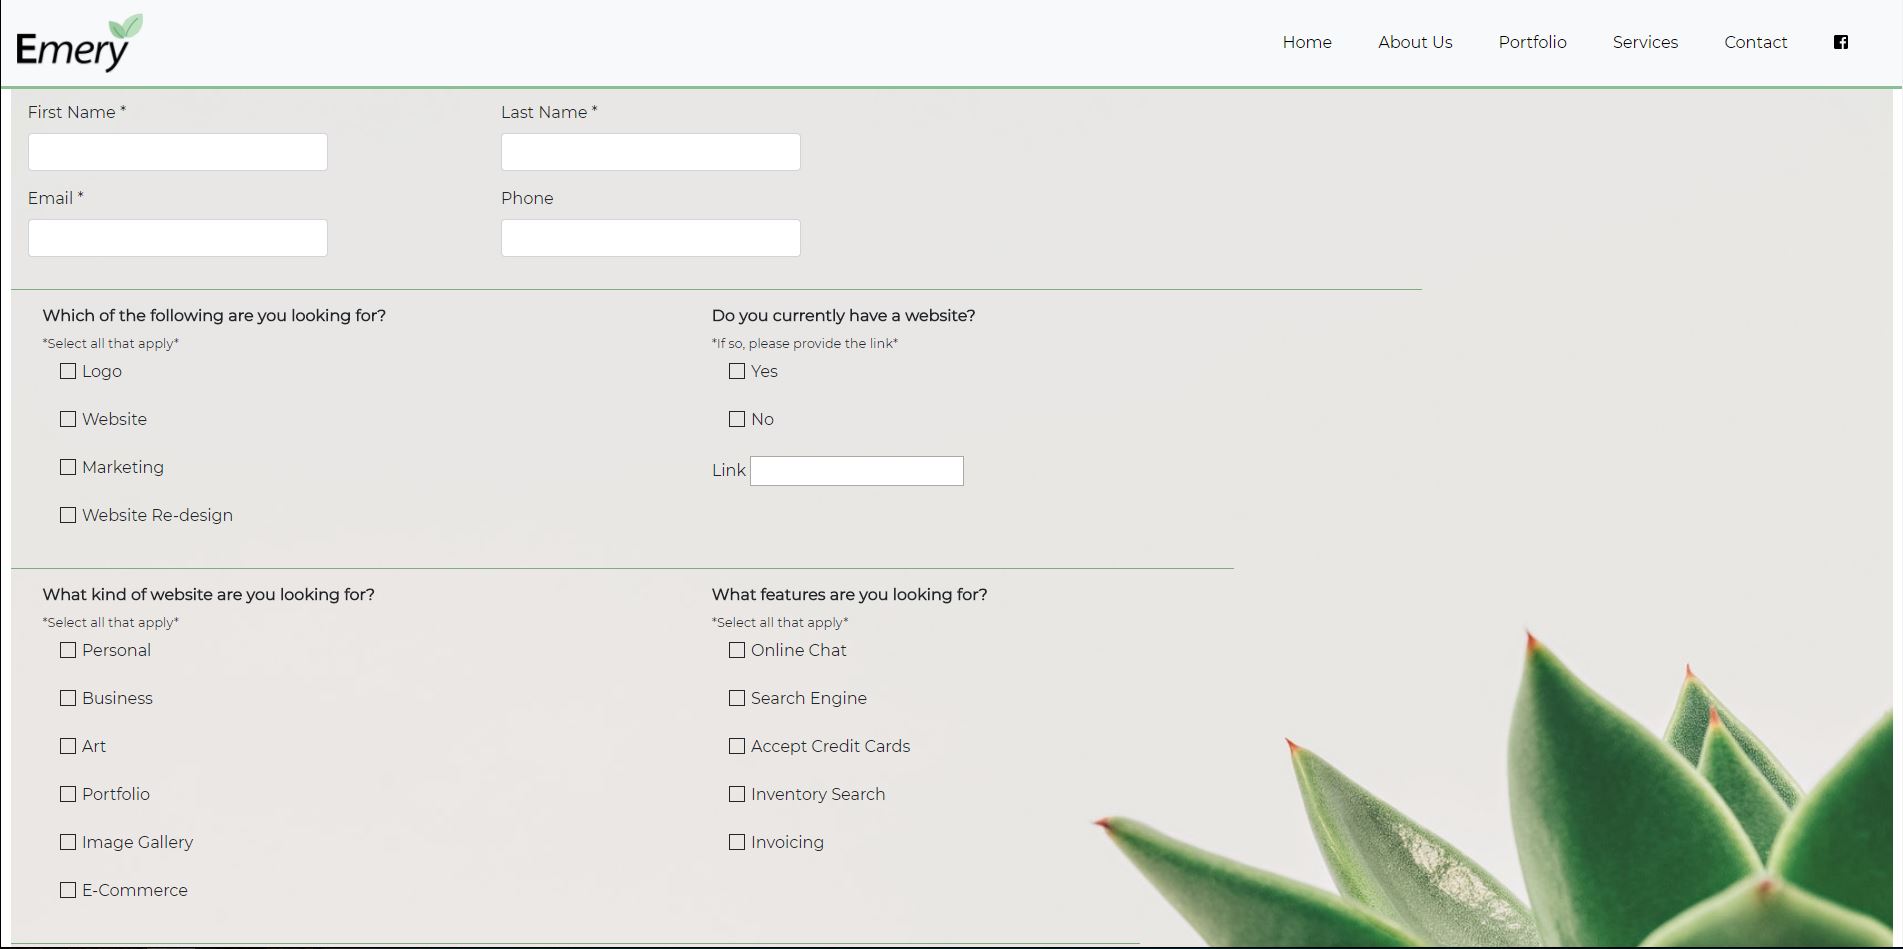 Emery
Home About Us Portfolio Services Contact
First Name * Last Name *
Email * Phone
Which of the following are you looking for? Do you currently have a website?
*Select all that apply* *If so, please provide the link*
Logo Yes
Website No
Marketing Link
Website Re-design
What kind of website are you looking for? What features are you looking for?
*Select all that apply* *Select all that apply*
Personal Online Chat
Business Search Engine
Art Accept Credit Cards
Portfolio Inventory Search
Image Gallery Invoicing
E-Commerce